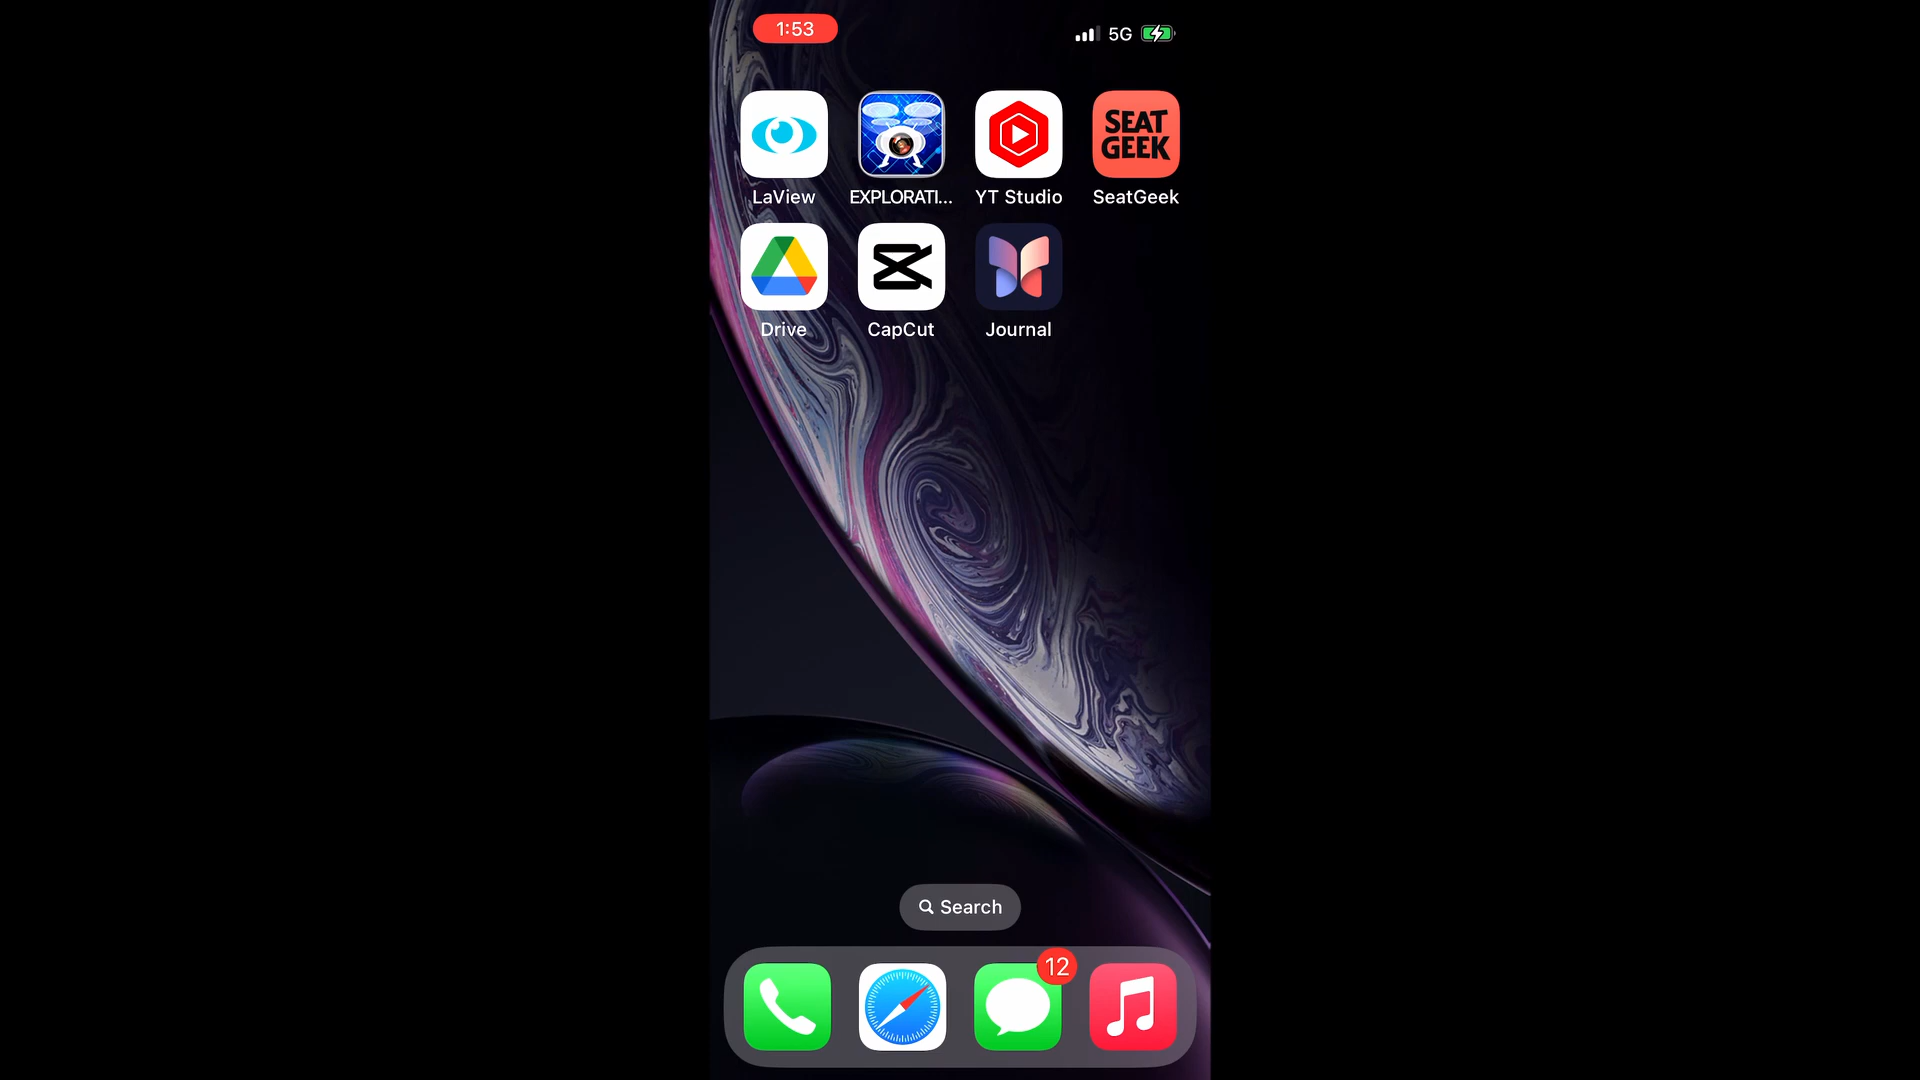 1:53
5G
SEAT
GEEK
LaView
EXPLORATI...
YT Studio
SeatGeek
Drive
CapCut
Journal
Search
12